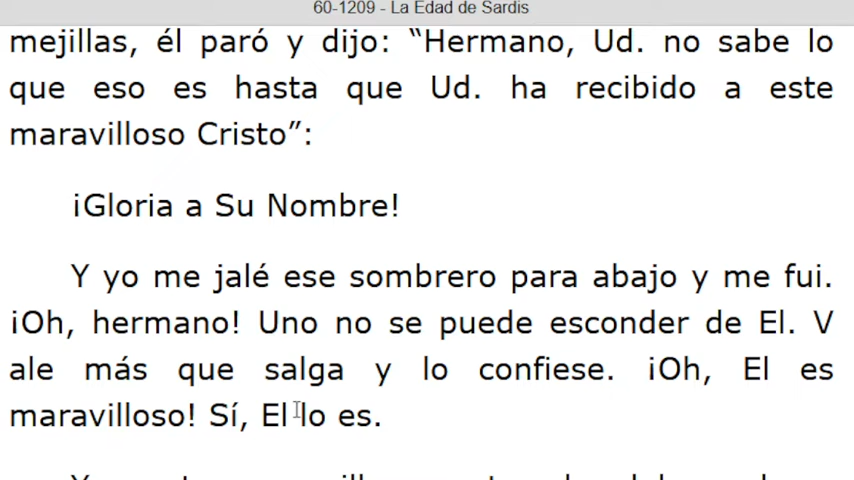 60-1209 - La Edad de Sardis
mejillas, él paró y dijo: “Hermano, Ud. no sabe lo
que eso es hasta que Ud. ha recibido a este
maravilloso Cristo”:
¡Gloria a Su Nombre!
Y yo me jalé ese sombrero para abajo y me fui.
¡Oh, hermano! Uno no se puede esconder de El. V
ale más que salga y lo confiese. ¡Oh, El es
maravilloso! Sí, El lo es.